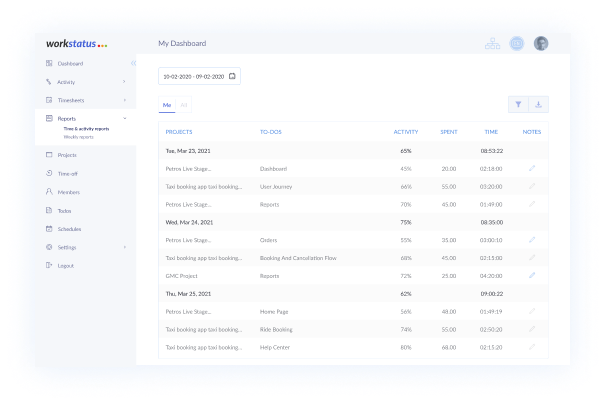 workstatus
My Dashboard
Dashboard
Activity
Timesheets
Reports
Time & activity reports
Weekly reports
Projects
Time-off
Members
Todos
Schedules
Settings
Logout
10-02-2020 - 09-02-2020
Me All
PROJECTS TO-DOS ACTIVITY SPENT TIME NOTES
Tue, Mar 23, 2021 65% 08:53:22
Petros Live Stage... Dashboard 45% 20.00 02:18:00
Taxi booking app taxi booking... User Journey 66% 55.00 03:20:00
Petros Live Stage... Reports 70% 45.00 01:49:00
Wed, Mar 24, 2021 75% 08:35:00
Petros Live Stage... Orders 55% 35.00 03:00:10
Taxi booking app taxi booking... Booking And Cancellation Flow 68% 45.00 02:15:00
GMC Project Reports 72% 25.00 04:20:00
Thu, Mar 25, 2021 62% 09:00:22
Petros Live Stage... Home Page 56% 48.00 01:49:19
Taxi booking app taxi booking... Ride Booking 74% 55.00 02:50:20
Taxi booking app taxi booking... Help Center 80% 68.00 02:15:20